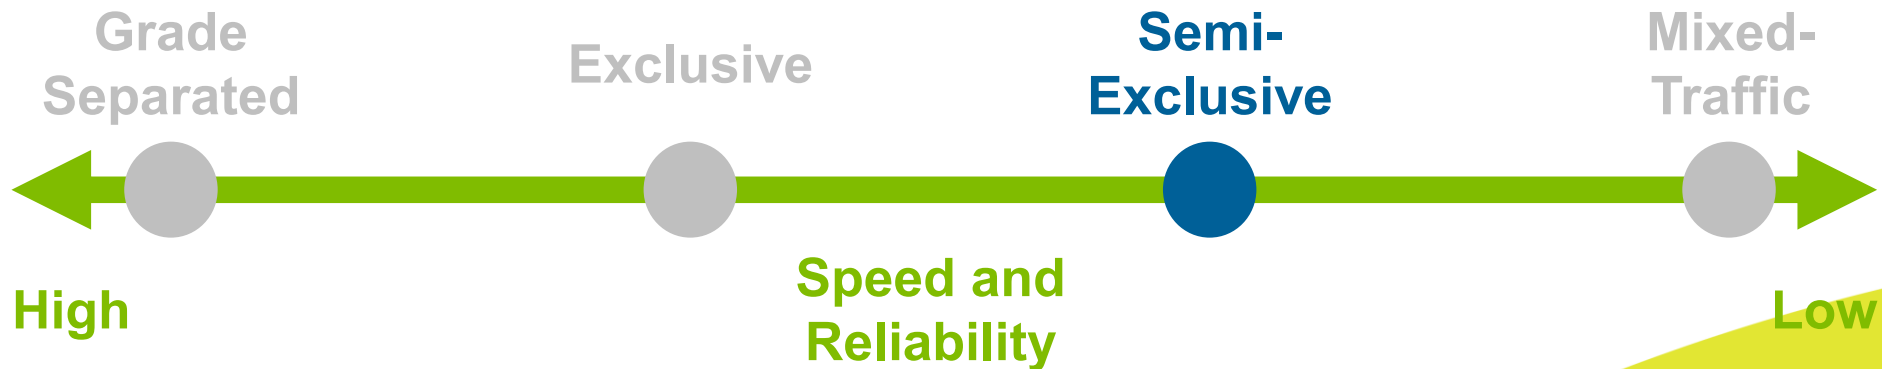 Grade
Separated
Exclusive
Semi-
Exclusive
Mixed-
Traffic
High
Speed and
Reliability
Low